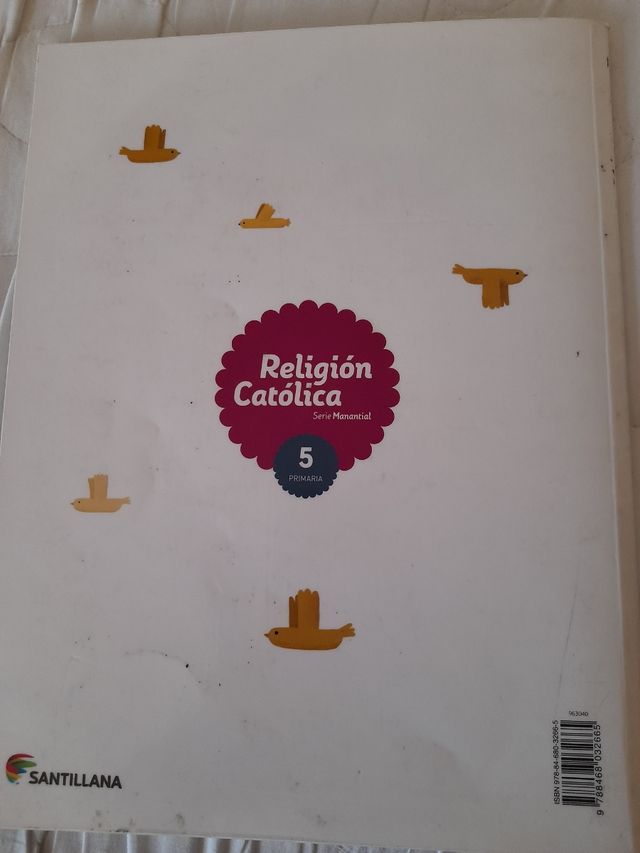 Religión
Católica
Serie Manantial
5
PRIMARIA
SANTILLANA
963040
ISBN 978-84-680-3266-5
9 788468 032665